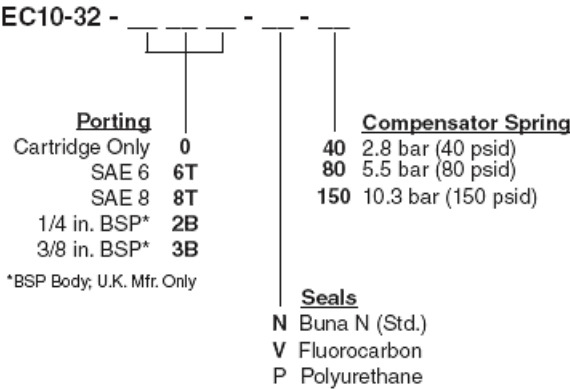 EC10-32 - __ __ __ - __ - __
Porting
Cartridge Only 0
SAE 6 6T
SAE 8 8T
1/4 in. BSP* 2B
3/8 in. BSP* 3B
*BSP Body; U.K. Mfr. Only
Compensator Spring
40 2.8 bar (40 psid)
80 5.5 bar (80 psid)
150 10.3 bar (150 psid)
Seals
N Buna N (Std.)
V Fluorocarbon
P Polyurethane